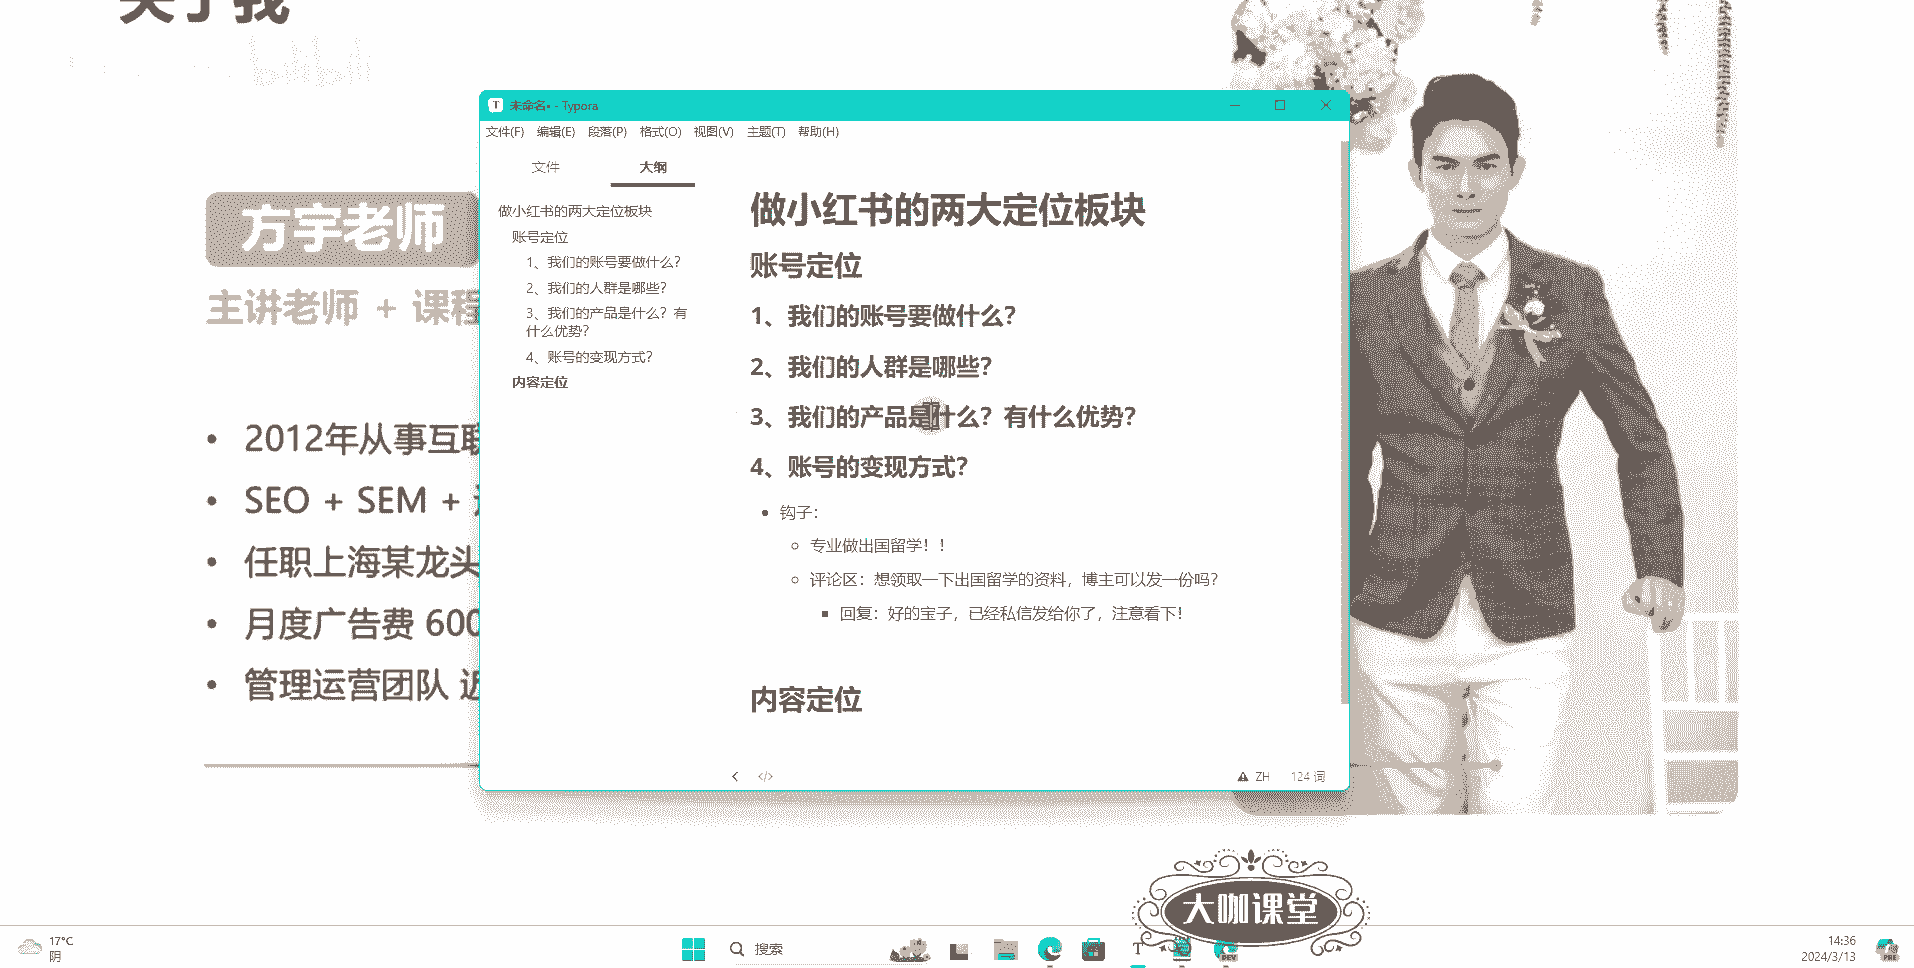 关于我
bilibili
方宇老师
主讲老师 + 课程
2012年从事互联
SEO + SEM +
任职上海某龙头
月度广告费 600
管理运营团队
未命名• - Typora
文件(F) 编辑(E) 段落(P) 格式(O) 视图(V) 主题(T) 帮助(H)
文件 大纲
做小红书的两大定位板块
账号定位
1、我们的账号要做什么?
2、我们的人群是哪些?
3、我们的产品是什么? 有
什么优势?
4、账号的变现方式?
内容定位
做小红书的两大定位板块
账号定位
1、我们的账号要做什么?
2、我们的人群是哪些?
3、我们的产品是什么? 有什么优势?
4、账号的变现方式?
钩子:
专业做出国留学! !
评论区: 想领取一下出国留学的资料, 博主可以发一份吗?
回复: 好的宝子, 已经私信发给你了, 注意看下!
内容定位
</> ZH 124 词
大咖课堂
17°C
阴
搜索
T
DEV
14:36
2024/3/13
PRE